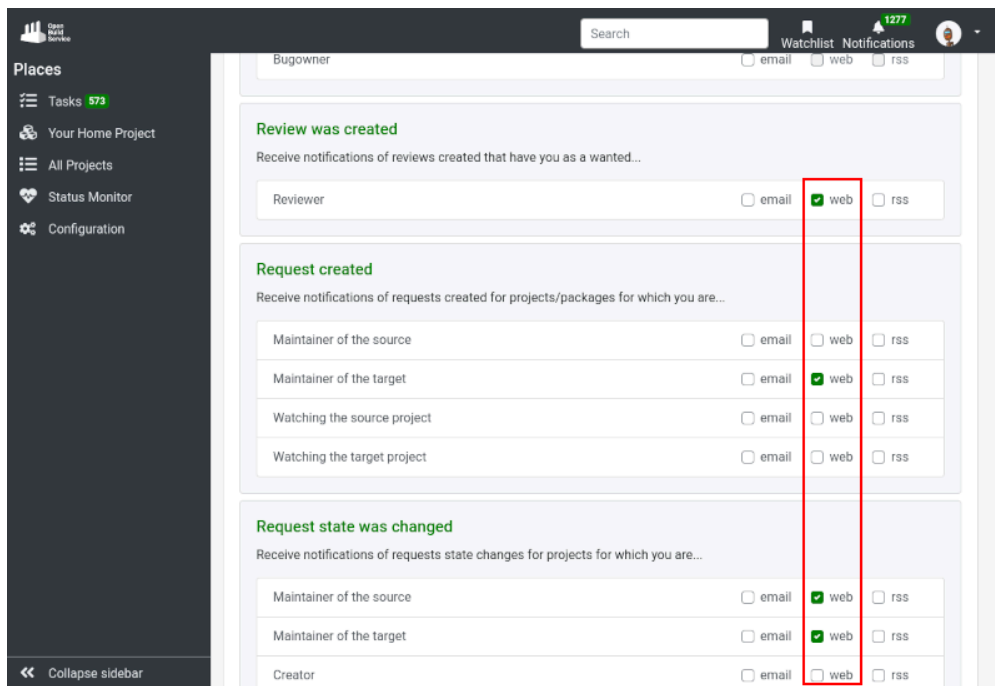 Open
Build
Service
Search
Watchlist
1277
Notifications
Places
Tasks 573
Your Home Project
All Projects
Status Monitor
Configuration
Collapse sidebar
Bugowner email web rss
Review was created
Receive notifications of reviews created that have you as a wanted...
Reviewer email web rss
Request created
Receive notifications of requests created for projects/packages for which you are...
Maintainer of the source email web rss
Maintainer of the target email web rss
Watching the source project email web rss
Watching the target project email web rss
Request state was changed
Receive notifications of requests state changes for projects for which you are...
Maintainer of the source email web rss
Maintainer of the target email web rss
Creator email web rss